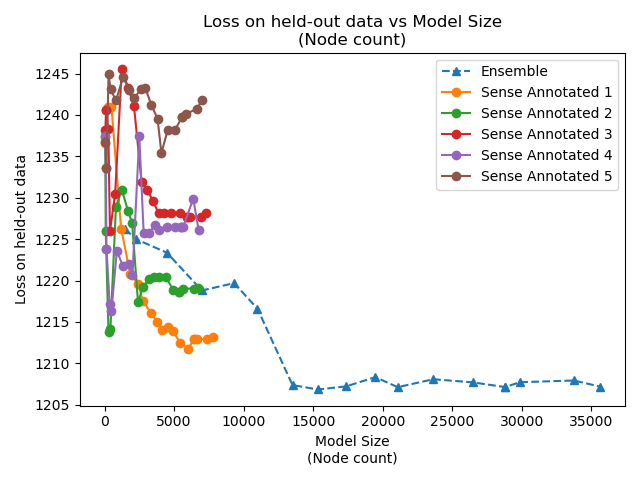 Loss on held-out data vs Model Size
(Node count)
Loss on held-out data
1245
1240
1235
1230
1225
1220
1215
1210
1205
Ensemble
Sense Annotated 1
Sense Annotated 2
Sense Annotated 3
Sense Annotated 4
Sense Annotated 5
0
5000
10000
15000
20000
25000
30000
35000
Model Size
(Node count)